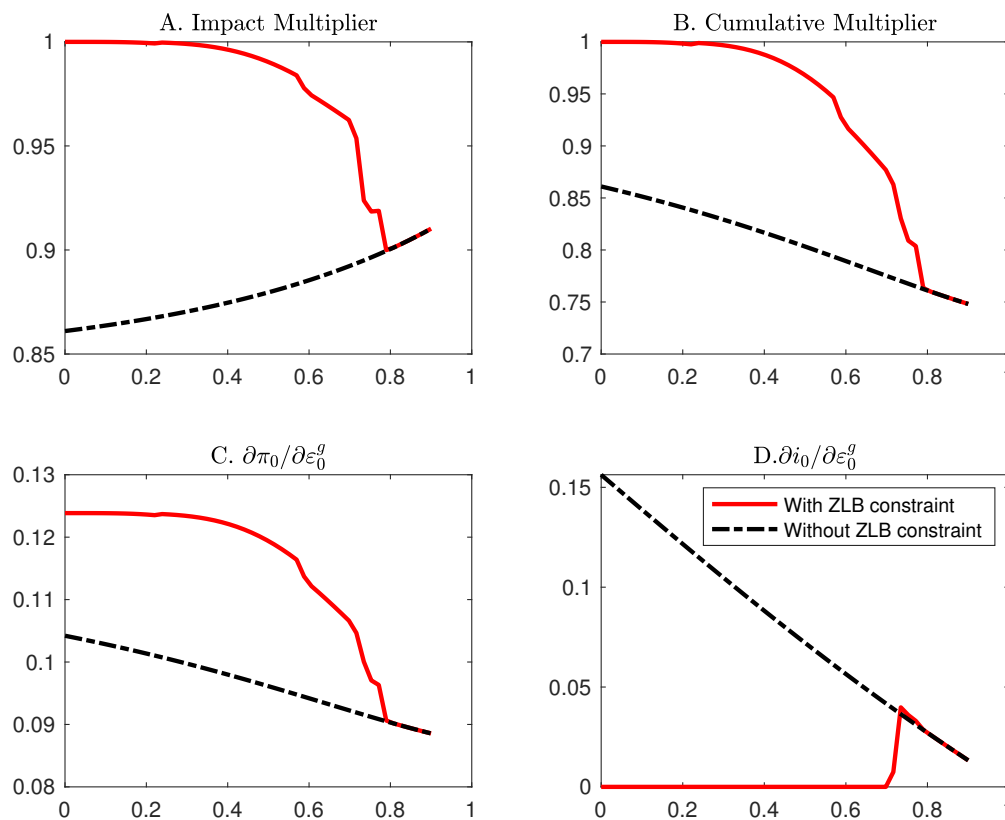 A. Impact Multiplier
1
0.95
0.9
0.85
0 0.2 0.4 0.6 0.8 1
B. Cumulative Multiplier
1
0.95
0.9
0.85
0.8
0.75
0.7
0 0.2 0.4 0.6 0.8 1
C. ∂π₀/∂ε₀ᵍ
0.13
0.12
0.11
0.1
0.09
0.08
0 0.2 0.4 0.6 0.8 1
D.∂i₀/∂ε₀ᵍ
0.15
0.1
0.05
0
0 0.2 0.4 0.6 0.8 1
With ZLB constraint
Without ZLB constraint